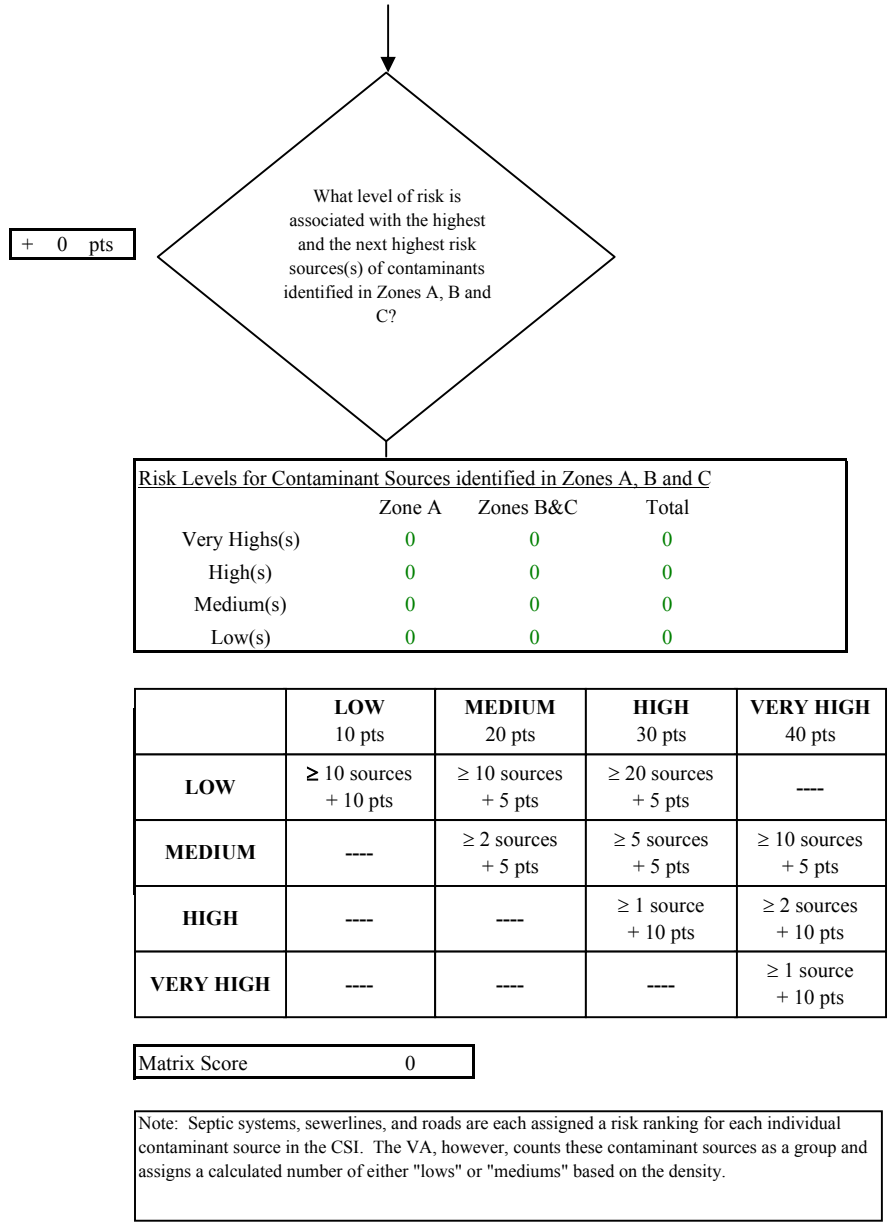 What level of risk is
associated with the highest
and the next highest risk
sources(s) of contaminants
identified in Zones A, B and
C?
+ 0 pts
Risk Levels for Contaminant Sources identified in Zones A, B and C
Zone A Zones B&C Total
Very Highs(s) 0 0 0
High(s) 0 0 0
Medium(s) 0 0 0
Low(s) 0 0 0
LOW MEDIUM HIGH VERY HIGH
10 pts 20 pts 30 pts 40 pts
LOW ≥ 10 sources + 10 pts ≥ 10 sources + 5 pts ≥ 20 sources + 5 pts ----
MEDIUM ---- ≥ 2 sources + 5 pts ≥ 5 sources + 5 pts ≥ 10 sources + 5 pts
HIGH ---- ---- ≥ 1 source + 10 pts ≥ 2 sources + 10 pts
VERY HIGH ---- ---- ---- ≥ 1 source + 10 pts
Matrix Score 0
Note: Septic systems, sewerlines, and roads are each assigned a risk ranking for each individual
contaminant source in the CSI. The VA, however, counts these contaminant sources as a group and
assigns a calculated number of either "lows" or "mediums" based on the density.